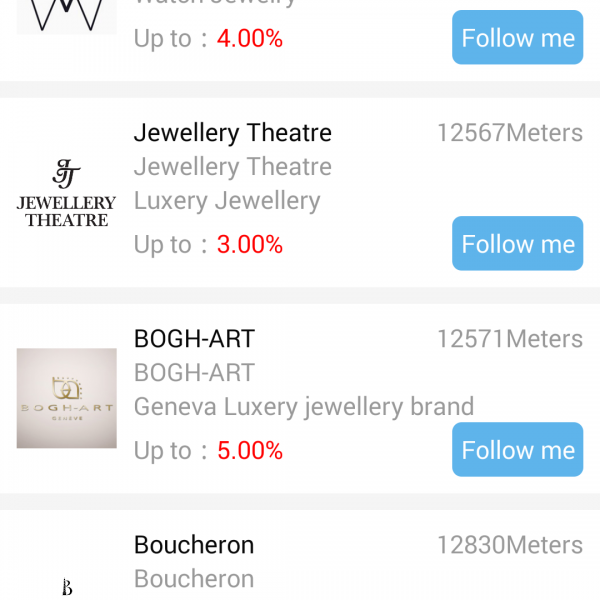 Watch Jewelry
Up to : 4.00%
Follow me
Jewellery Theatre
12567Meters
Jewellery Theatre
JEWELLERY
THEATRE
Luxery Jewellery
Up to : 3.00%
Follow me
BOGH-ART
12571Meters
BOGH-ART
BOGH-ART
GENÈVE
Geneva Luxery jewellery brand
Up to : 5.00%
Follow me
Boucheron
12830Meters
B
Boucheron